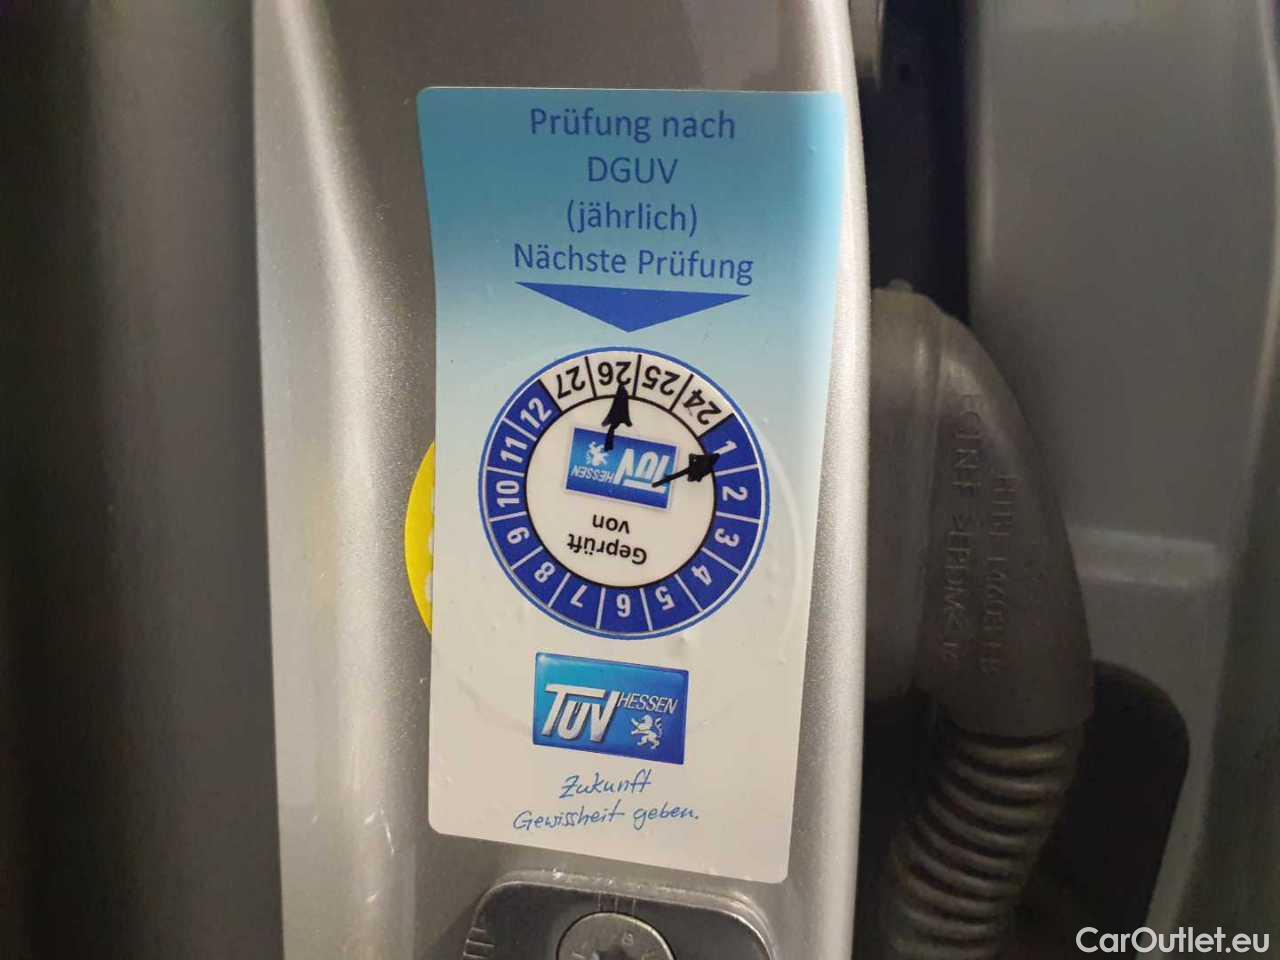 Prüfung nach
DGUV
(jährlich)
Nächste Prüfung
27 26 25 24
1 2 3 4 5 6 7 8 9 10 11 12
TÜV
HESSEN
Geprüft
von
TÜV HESSEN
Zukunft
Gewissheit geben.
CarOutlet.eu